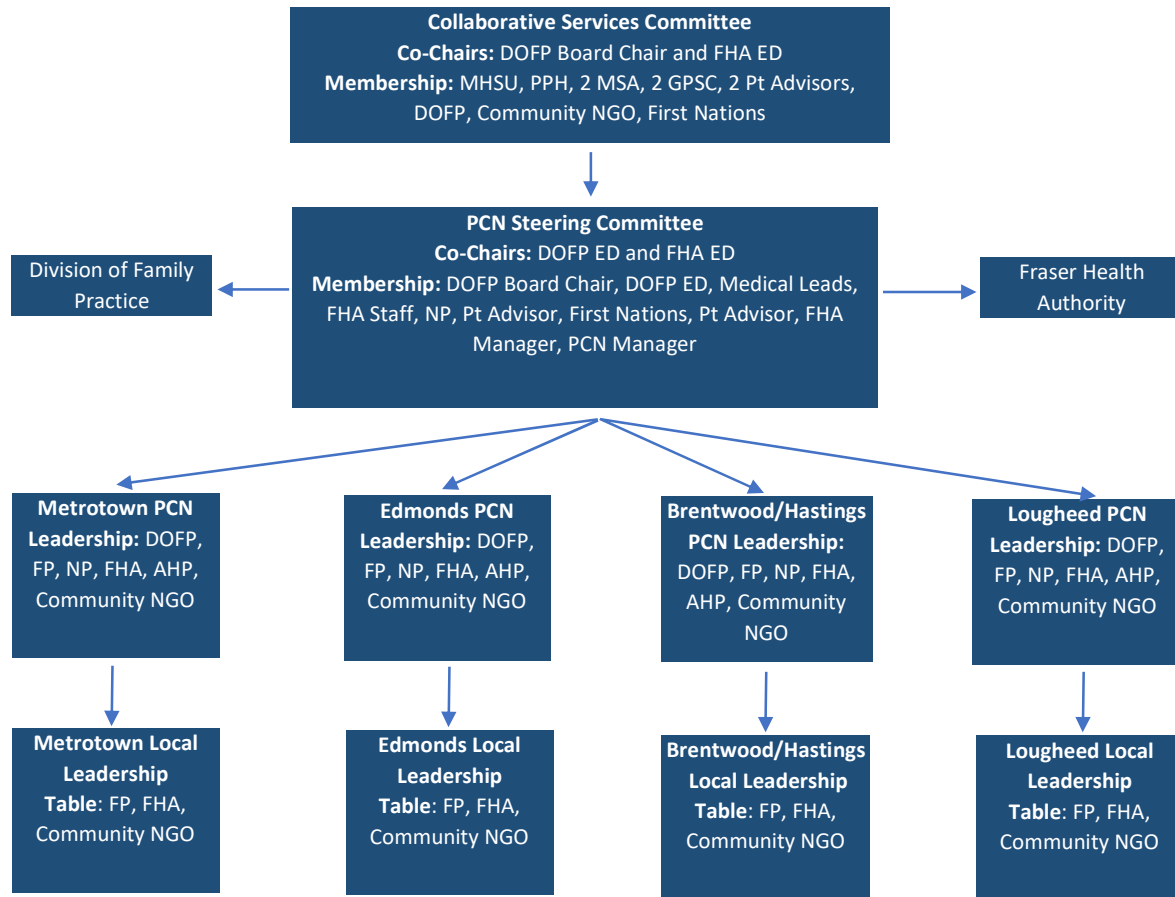 Collaborative Services Committee
Co-Chairs: DOFP Board Chair and FHA ED
Membership: MHSU, PPH, 2 MSA, 2 GPSC, 2 Pt Advisors,
DOFP, Community NGO, First Nations
PCN Steering Committee
Co-Chairs: DOFP ED and FHA ED
Membership: DOFP Board Chair, DOFP ED, Medical Leads,
FHA Staff, NP, Pt Advisor, First Nations, Pt Advisor, FHA
Manager, PCN Manager
Division of Family
Practice
Fraser Health
Authority
Metrotown PCN
Leadership: DOFP,
FP, NP, FHA, AHP,
Community NGO
Edmonds PCN
Leadership: DOFP,
FP, NP, FHA, AHP,
Community NGO
Brentwood/Hastings
PCN Leadership:
DOFP, FP, NP, FHA,
AHP, Community
NGO
Lougheed PCN
Leadership: DOFP,
FP, NP, FHA, AHP,
Community NGO
Metrotown Local
Leadership
Table: FP, FHA,
Community NGO
Edmonds Local
Leadership
Table: FP, FHA,
Community NGO
Brentwood/Hastings
Local Leadership
Table: FP, FHA,
Community NGO
Lougheed Local
Leadership
Table: FP, FHA,
Community NGO